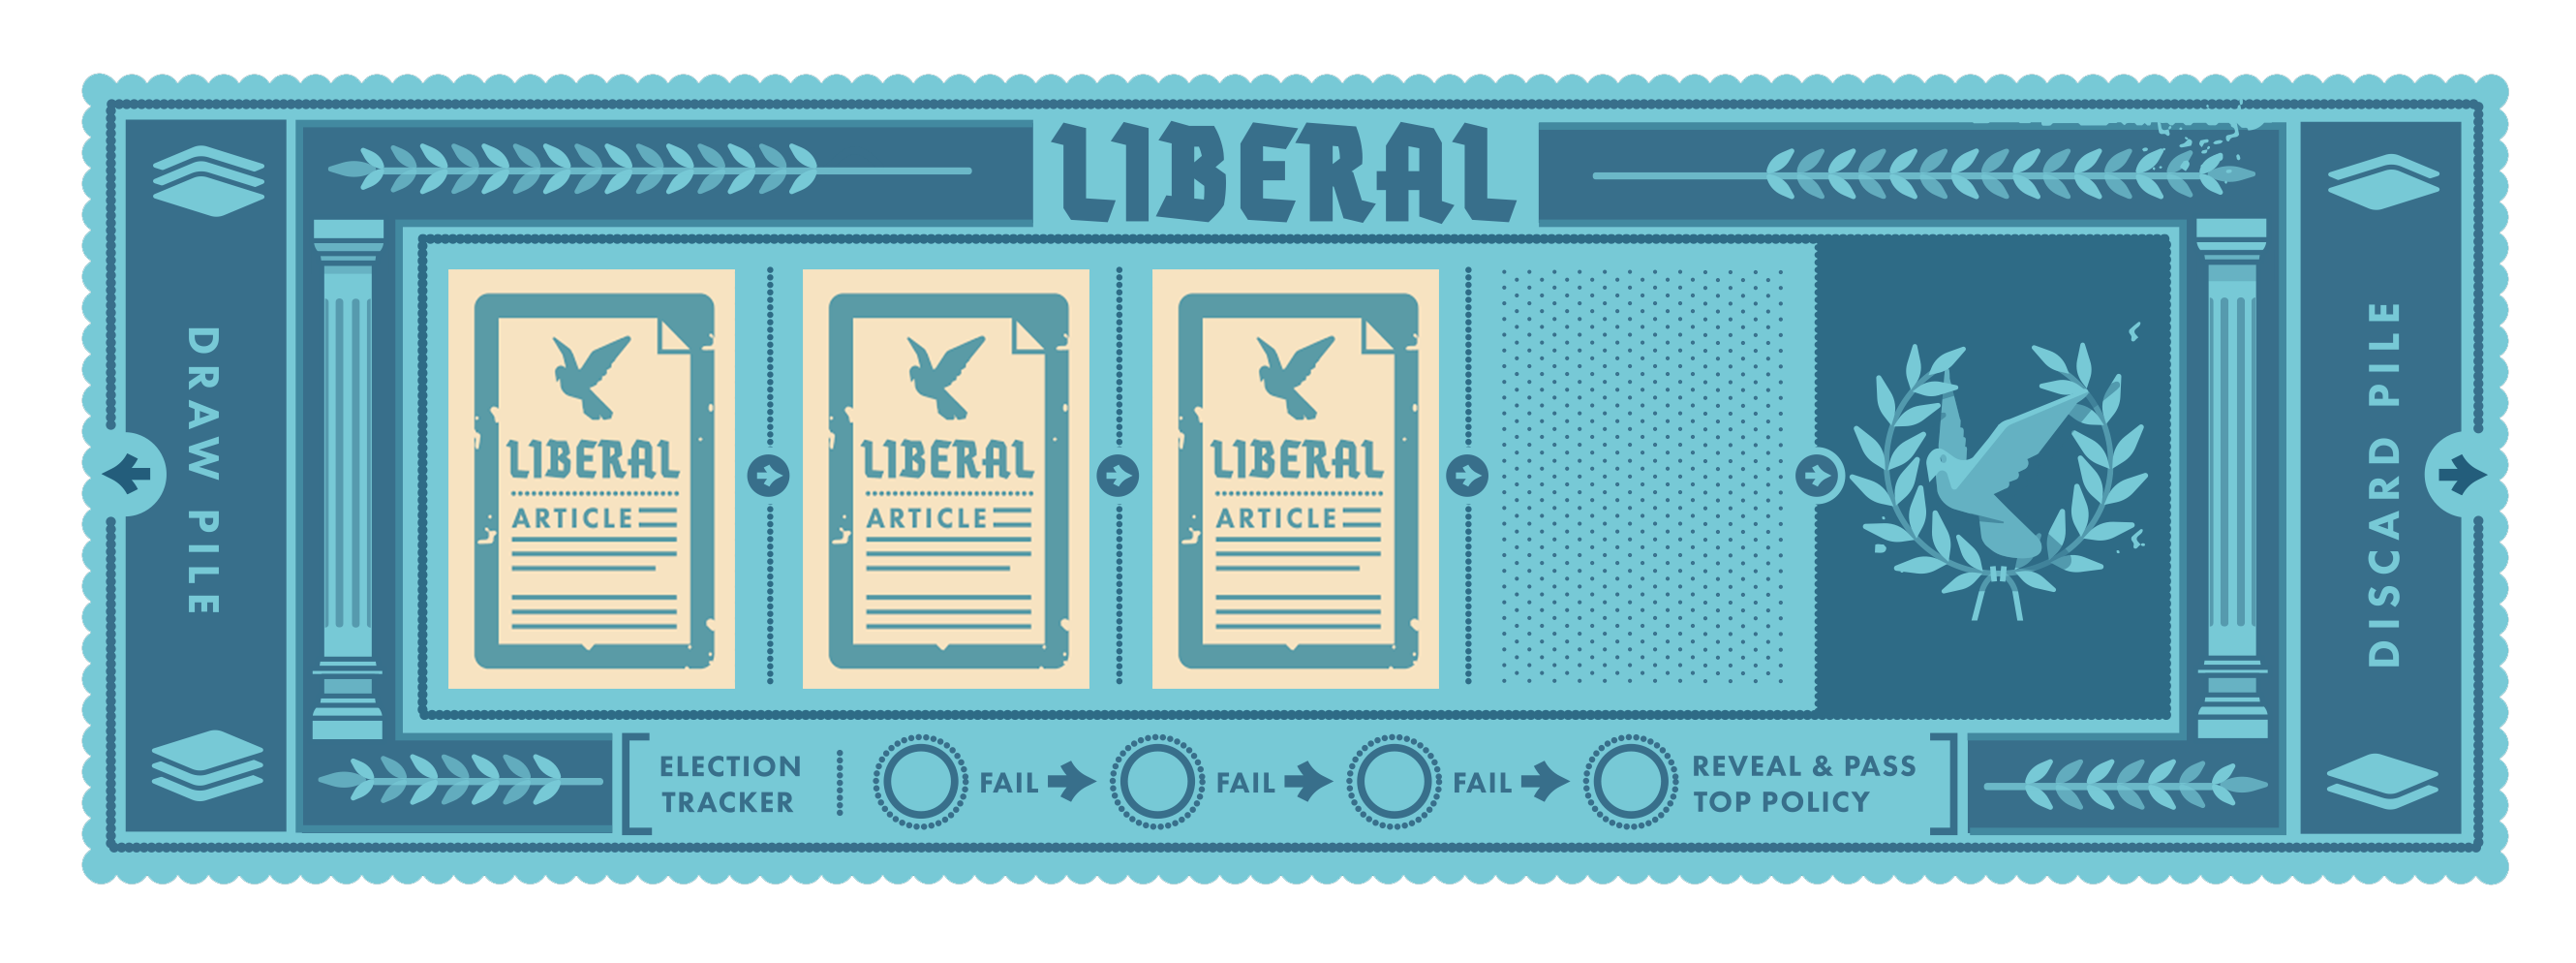 LIBERAL
DRAW PILE
LIBERAL
ARTICLE
LIBERAL
ARTICLE
LIBERAL
ARTICLE
DISCARD PILE
ELECTION
TRACKER
FAIL
FAIL
FAIL
REVEAL & PASS
TOP POLICY